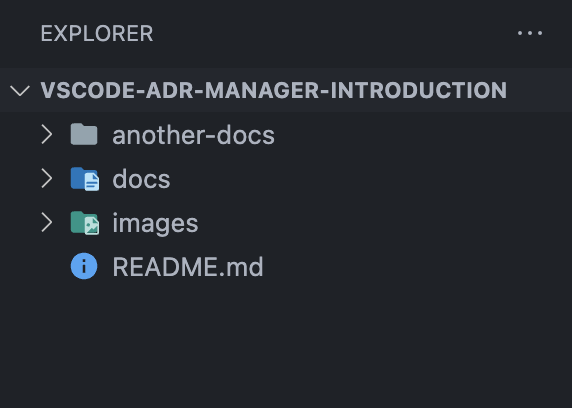 EXPLORER
VSCODE-ADR-MANAGER-INTRODUCTION
another-docs
docs
images
README.md